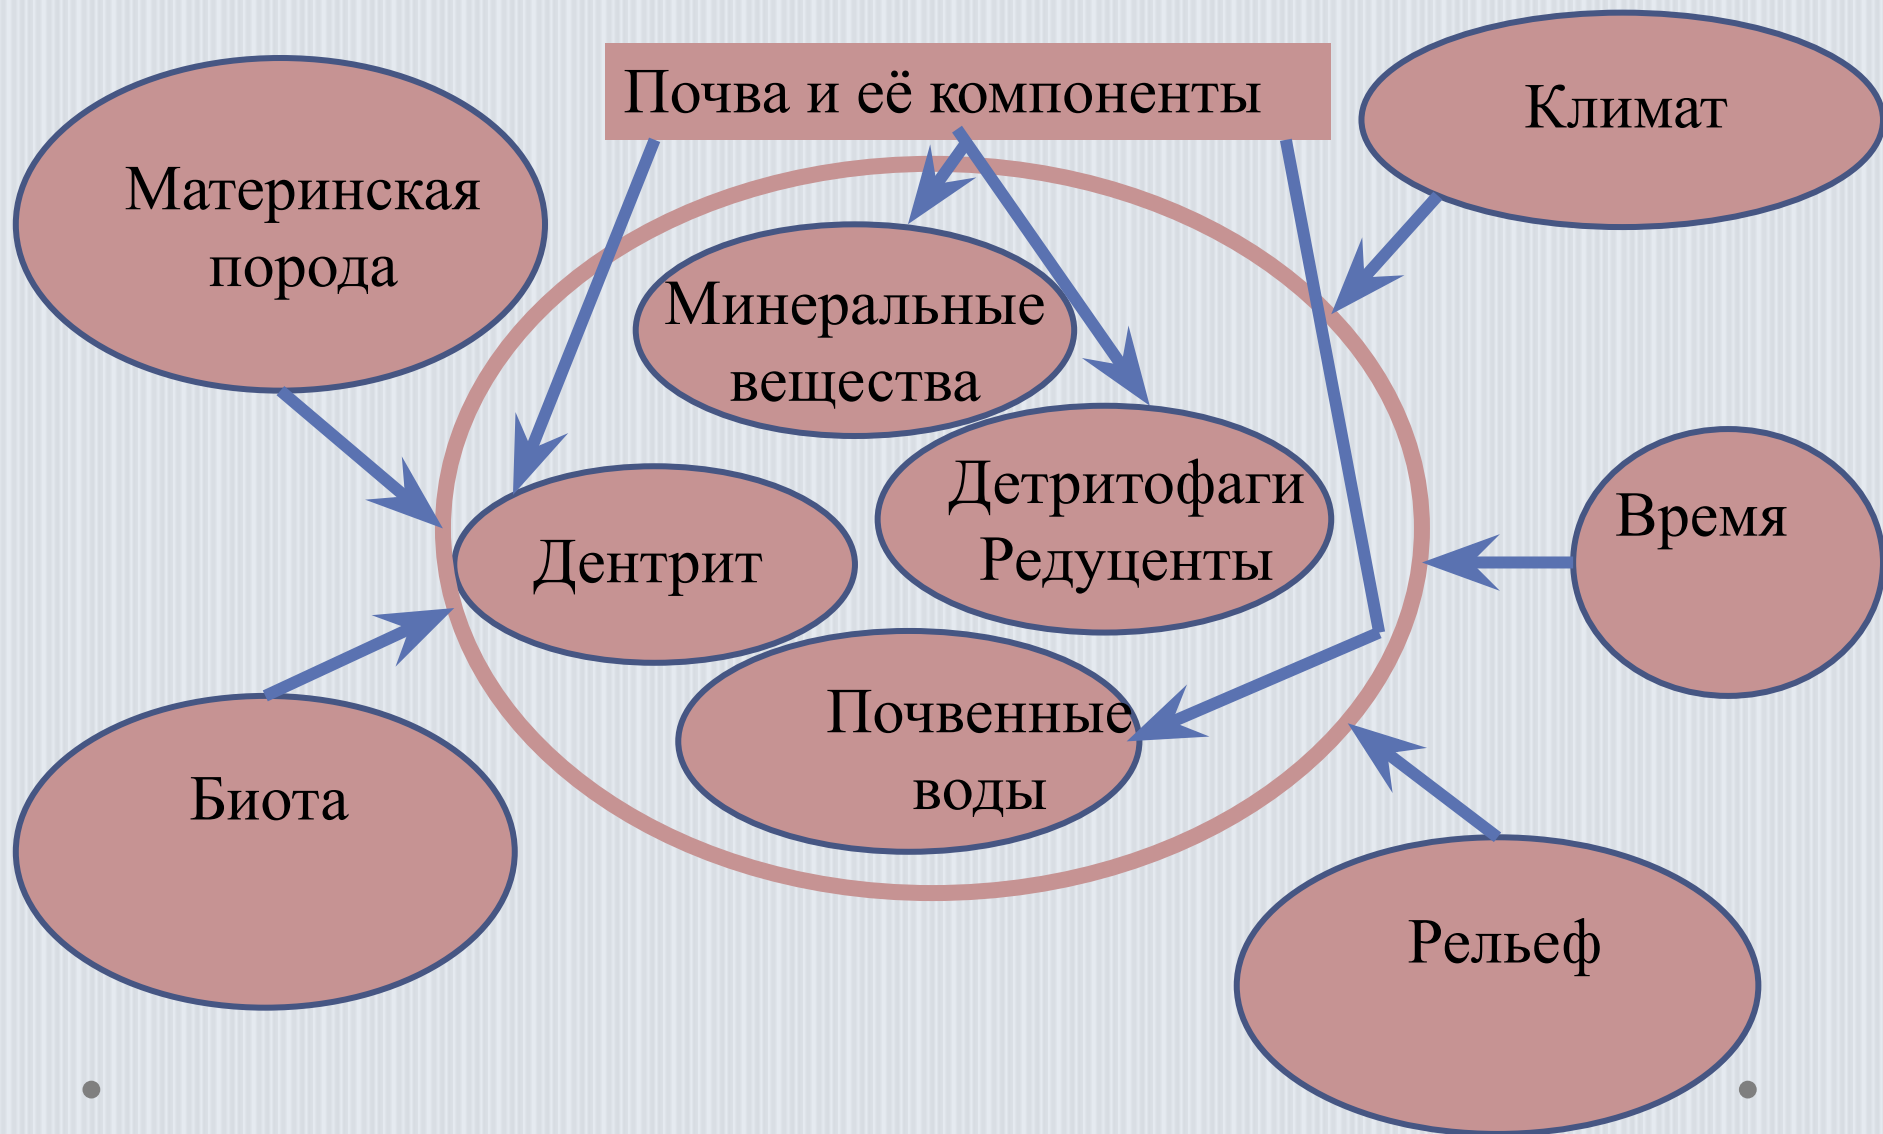 Почва и её компоненты
Климат
Материнская
порода
Минеральные
вещества
Детритофаги
Редуценты
Время
Дентрит
Почвенные
воды
Биота
Рельеф